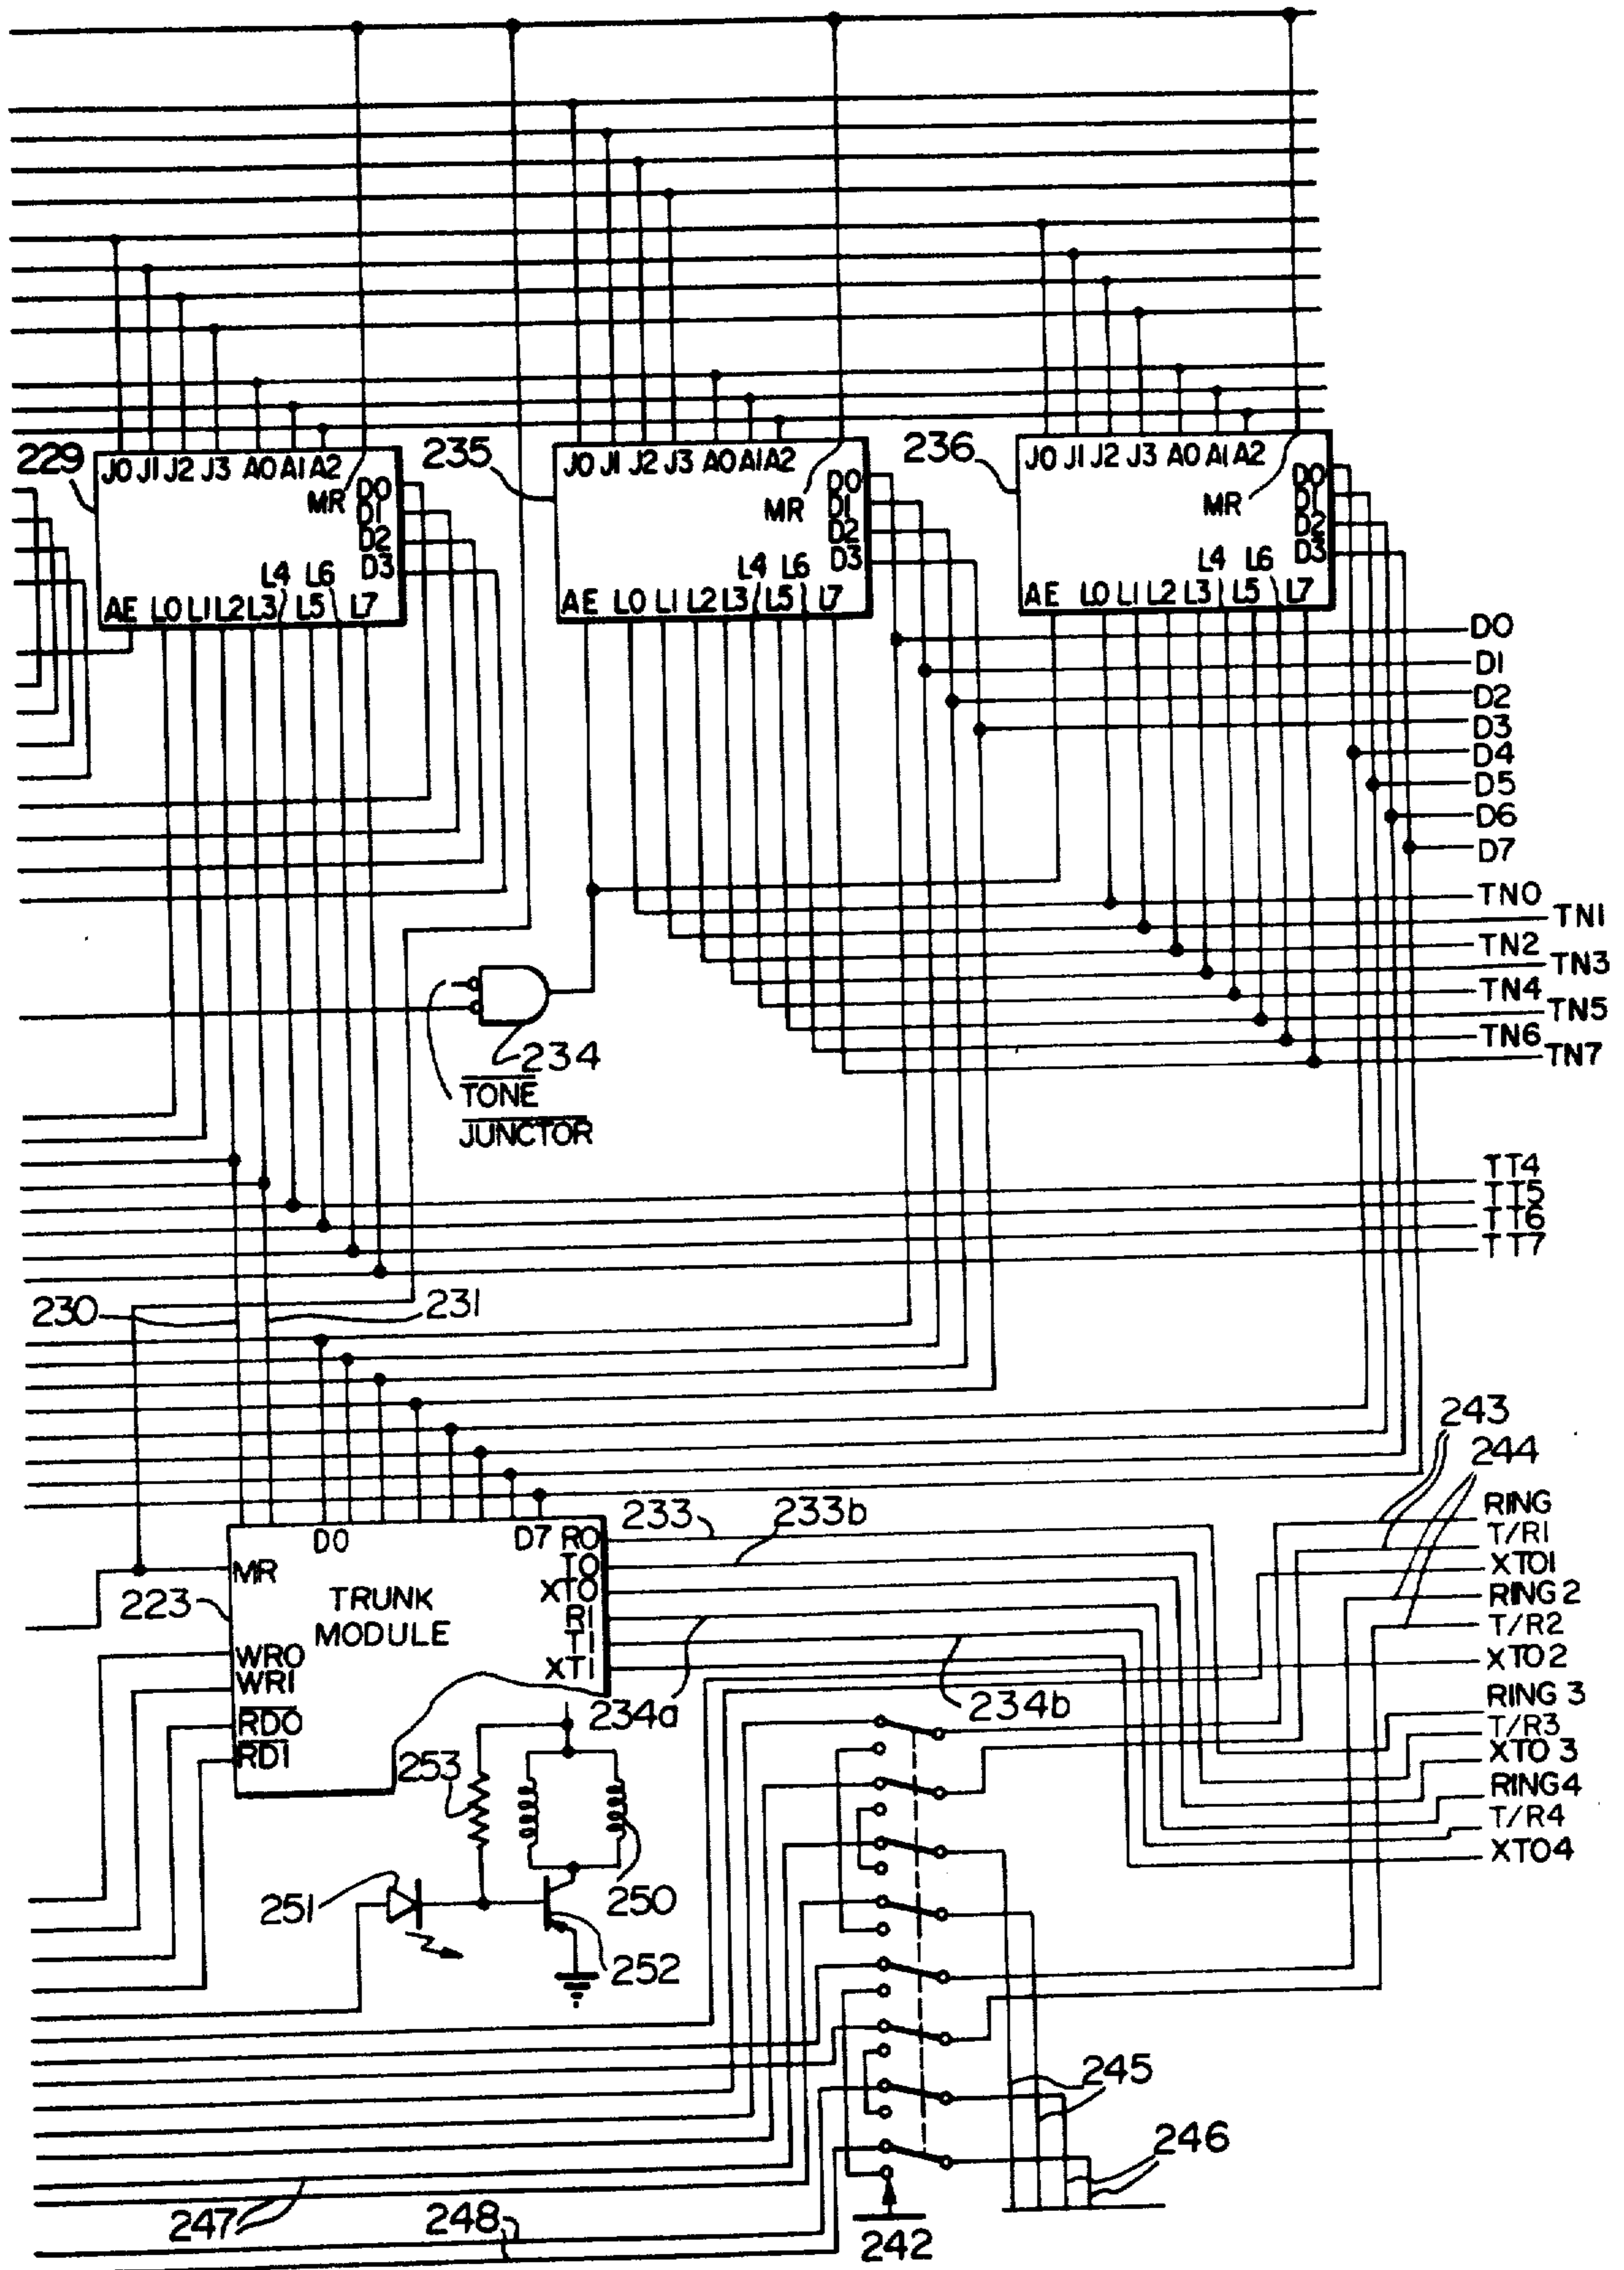 229
235
236
J0 J1 J2 J3 A0 A1 A2
MR
D0
D1
D2
D3
L4 L6
AE L0 L1 L2 L3 L5 L7
J0 J1 J2 J3 A0 A1 A2
MR
D0
D1
D2
D3
L4 L6
AE L0 L1 L2 L3 L5 L7
J0 J1 J2 J3 A0 A1 A2
MR
D0
D1
D2
D3
L4 L6
AE L0 L1 L2 L3 L5 L7
D0
D1
D2
D3
D4
D5
D6
D7
TN0
TN1
TN2
TN3
TN4
TN5
TN6
TN7
234
TONE
JUNCTOR
TT4
TT5
TT6
TT7
230
231
243
244
233
233b
D0 D7 R0
T0
XT0
R1
T1
XT1
MR
223
TRUNK
MODULE
WR0
WR1
RD0
RD1
RING
T/R1
XT01
RING 2
T/R2
XT02
RING 3
T/R3
XT03
RING 4
T/R4
XT04
234a
234b
253
251
250
252
245
246
247
248
242